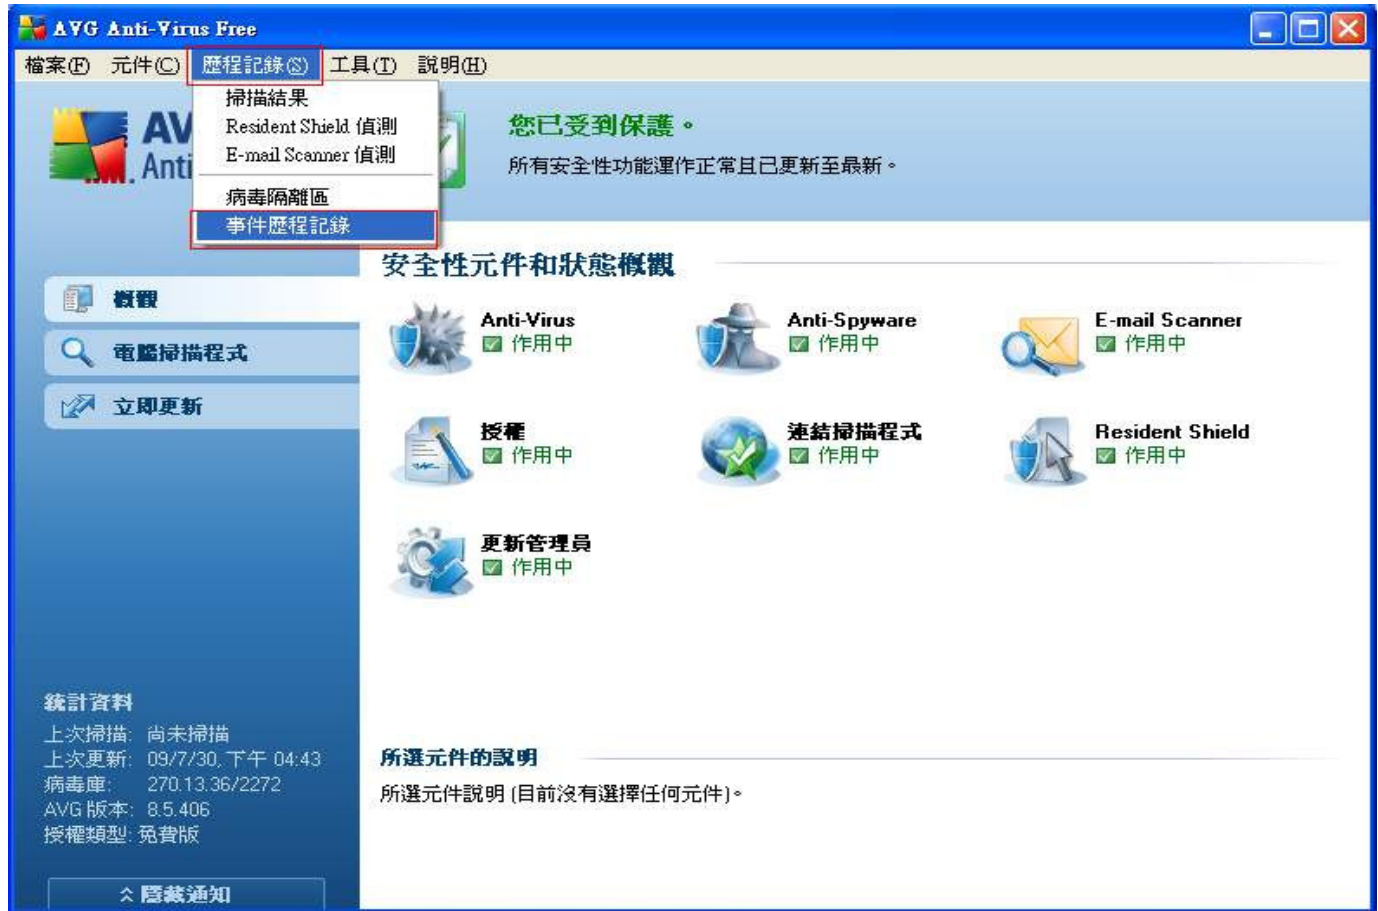 AVG Anti-Virus Free
檔案(F) 元件(C) 歷程記錄(S) 工具(T) 說明(H)
掃描結果
Resident Shield 偵測
E-mail Scanner 偵測
病毒隔離區
事件歷程記錄
AV
Anti
您已受到保護。
所有安全性功能運作正常且已更新至最新。
概觀
電腦掃描程式
立即更新
安全性元件和狀態概觀
Anti-Virus
作用中
Anti-Spyware
作用中
E-mail Scanner
作用中
授權
作用中
連結掃描程式
作用中
Resident Shield
作用中
更新管理員
作用中
統計資料
上次掃描: 尚未掃描
上次更新: 09/7/30, 下午 04:43
病毒庫: 270.13.36/2272
AVG 版本: 8.5.406
授權類型: 免費版
隱藏通知
所選元件的說明
所選元件說明 (目前沒有選擇任何元件)。